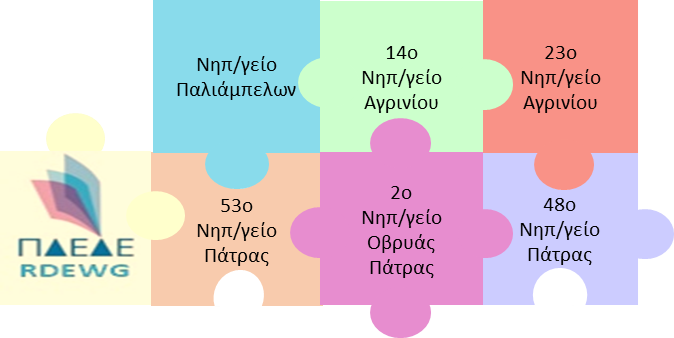 Νηπ/γείο
Παλιάμπελων
14ο
Νηπ/γείο
Αγρινίου
23ο
Νηπ/γείο
Αγρινίου
ΠΔΕΔΕ
RDEWG
53ο
Νηπ/γείο
Πάτρας
2ο
Νηπ/γείο
Οβρυάς
Πάτρας
48ο
Νηπ/γείο
Πάτρας